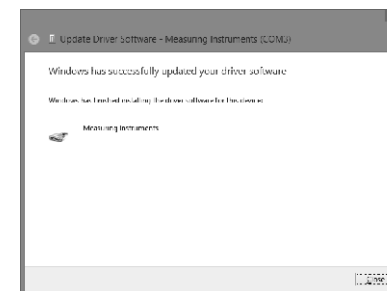 Update Driver Software - Measuring Instruments (COM3)
Windows has successfully updated your driver software
Windows has finished installing the driver software for this device:
Measuring Instruments
Close